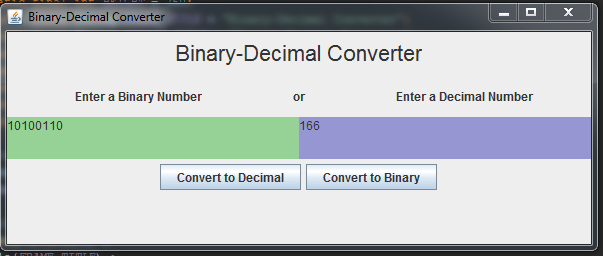 Binary-Decimal Converter
Binary-Decimal Converter
Enter a Binary Number or Enter a Decimal Number
10100110 166
Convert to Decimal Convert to Binary